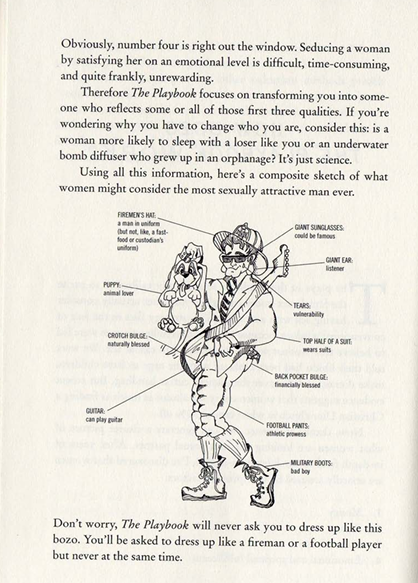 Obviously, number four is right out the window. Seducing a woman
by satisfying her on an emotional level is difficult, time-consuming,
and quite frankly, unrewarding.
Therefore The Playbook focuses on transforming you into some-
one who reflects some or all of those first three qualities. If you're
wondering why you have to change who you are, consider this: is a
woman more likely to sleep with a loser like you or an underwater
bomb diffuser who grew up in an orphanage? It's just science.
Using all this information, here's a composite sketch of what
women might consider the most sexually attractive man ever.
FIREMEN'S HAT:
a man in uniform
(but not, like, a fast-
food or custodian's
uniform)
GIANT SUNGLASSES:
could be famous
GIANT EAR:
listener
PUPPY:
animal lover
TEARS:
vulnerability
CROTCH BULGE:
naturally blessed
TOP HALF OF A SUIT:
wears suits
BACK POCKET BULGE:
financially blessed
GUITAR:
can play guitar
FOOTBALL PANTS:
athletic prowess
MILITARY BOOTS:
bad boy
Don't worry, The Playbook will never ask you to dress up like this
bozo. You'll be asked to dress up like a fireman or a football player
but never at the same time.